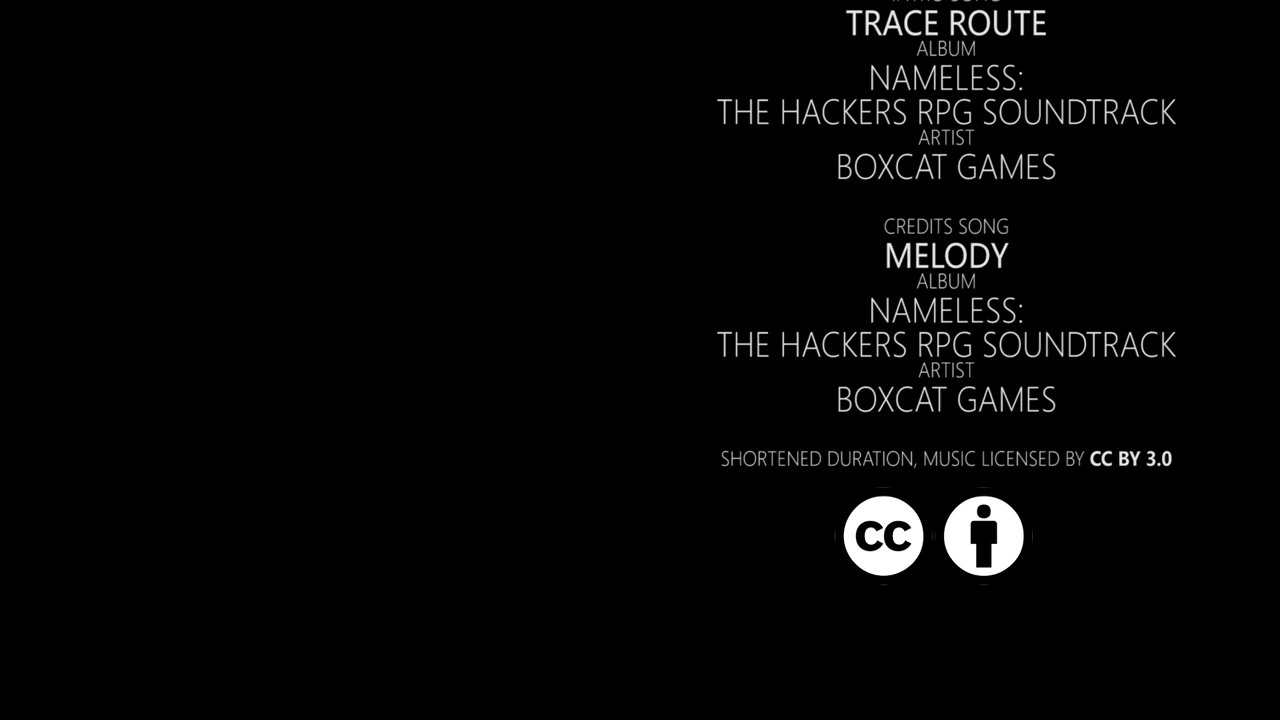 TRACE ROUTE
ALBUM
NAMELESS:
THE HACKERS RPG SOUNDTRACK
ARTIST
BOXCAT GAMES
CREDITS SONG
MELODY
ALBUM
NAMELESS:
THE HACKERS RPG SOUNDTRACK
ARTIST
BOXCAT GAMES
SHORTENED DURATION, MUSIC LICENSED BY CC BY 3.0
CC